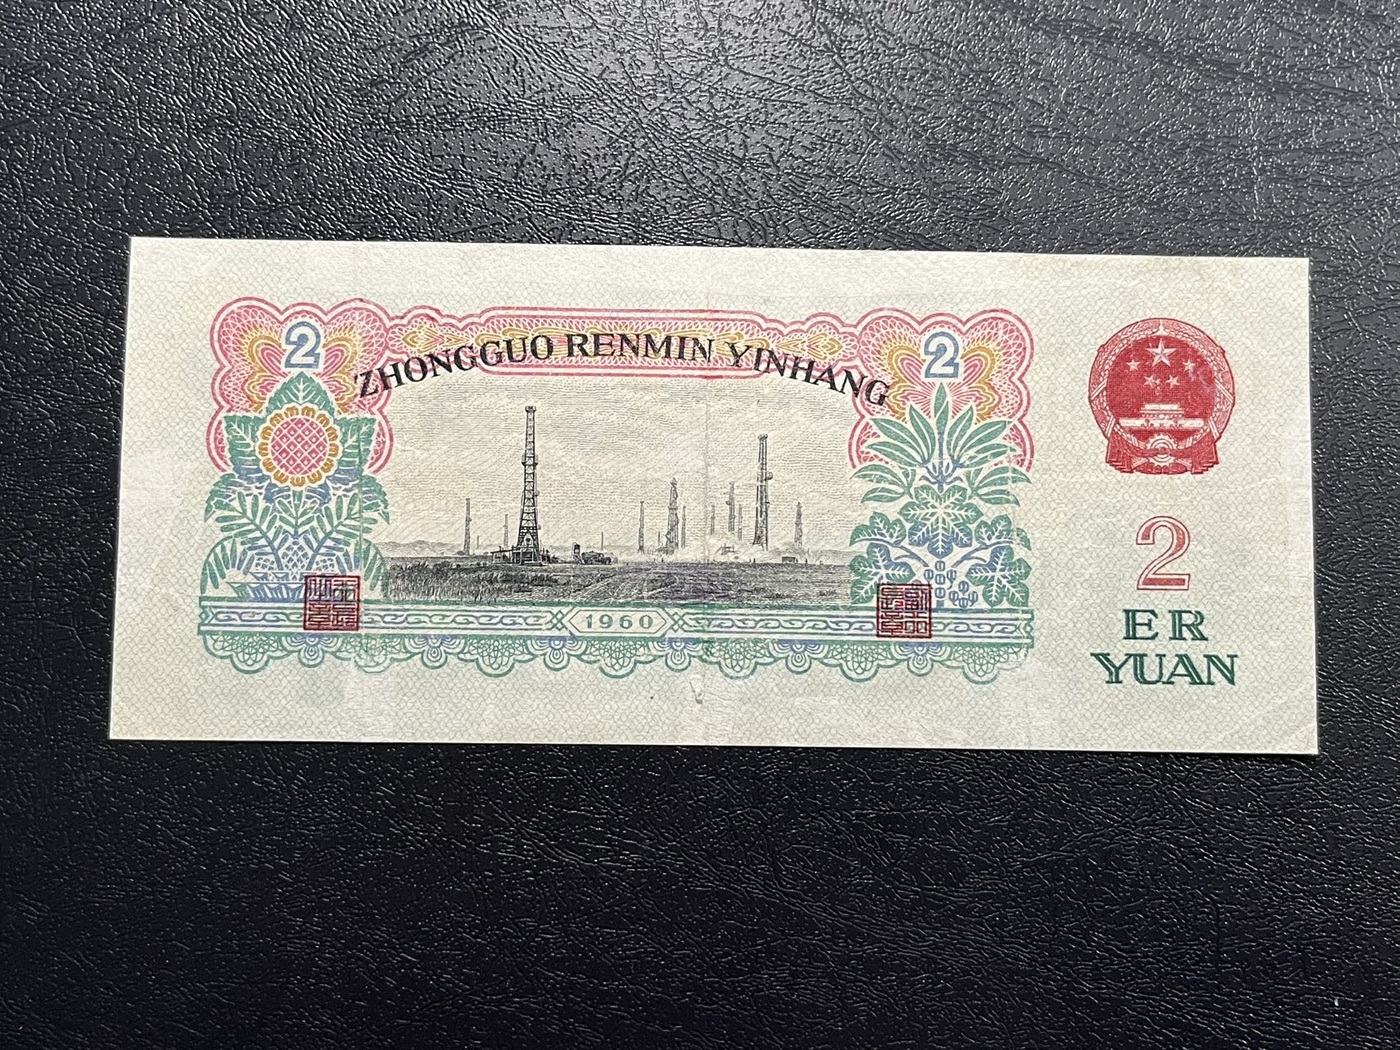 2
2
ZHONGGUO RENMIN YINHANG
1960
2
ER
YUAN